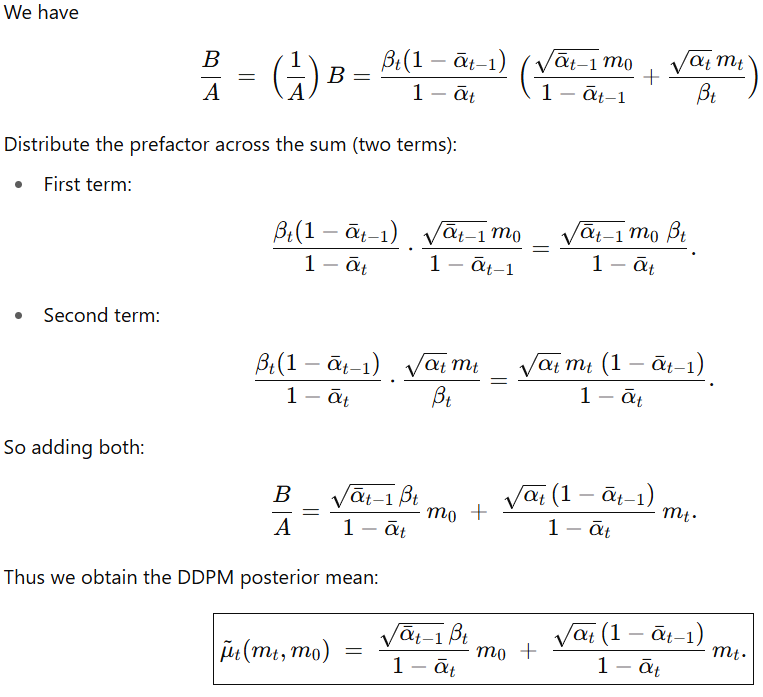 We have
$$\frac{B}{A} = \left(\frac{1}{A}\right) B = \frac{\beta_t(1-\bar{\alpha}_{t-1})}{1-\bar{\alpha}_t} \left(\frac{\sqrt{\bar{\alpha}_{t-1}}\, m_0}{1-\bar{\alpha}_{t-1}} + \frac{\sqrt{\alpha_t}\, m_t}{\beta_t}\right)$$
Distribute the prefactor across the sum (two terms):
• First term:
$$\frac{\beta_t(1-\bar{\alpha}_{t-1})}{1-\bar{\alpha}_t} \cdot \frac{\sqrt{\bar{\alpha}_{t-1}}\, m_0}{1-\bar{\alpha}_{t-1}} = \frac{\sqrt{\bar{\alpha}_{t-1}}\, m_0\, \beta_t}{1-\bar{\alpha}_t}.$$
• Second term:
$$\frac{\beta_t(1-\bar{\alpha}_{t-1})}{1-\bar{\alpha}_t} \cdot \frac{\sqrt{\alpha_t}\, m_t}{\beta_t} = \frac{\sqrt{\alpha_t}\, m_t\, (1-\bar{\alpha}_{t-1})}{1-\bar{\alpha}_t}.$$
So adding both:
$$\frac{B}{A} = \frac{\sqrt{\bar{\alpha}_{t-1}}\, \beta_t}{1-\bar{\alpha}_t}\, m_0 + \frac{\sqrt{\alpha_t}\, (1-\bar{\alpha}_{t-1})}{1-\bar{\alpha}_t}\, m_t.$$
Thus we obtain the DDPM posterior mean:
$$\boxed{\tilde{\mu}_t(m_t, m_0) = \frac{\sqrt{\bar{\alpha}_{t-1}}\, \beta_t}{1-\bar{\alpha}_t}\, m_0 + \frac{\sqrt{\alpha_t}\, (1-\bar{\alpha}_{t-1})}{1-\bar{\alpha}_t}\, m_t.}$$